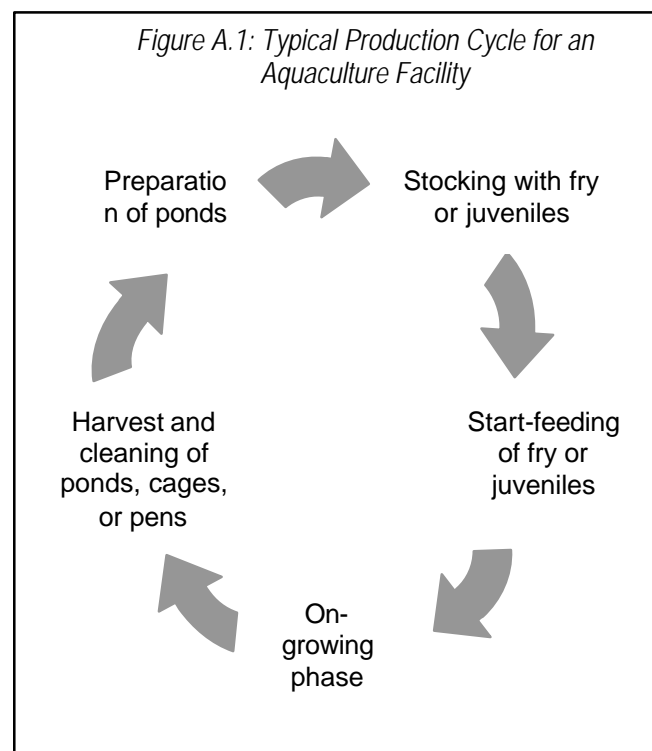 Figure A.1: Typical Production Cycle for an
Aquaculture Facility
Preparatio
n of ponds
Stocking with fry
or juveniles
Start-feeding
of fry or
juveniles
On-
growing
phase
Harvest and
cleaning of
ponds, cages,
or pens